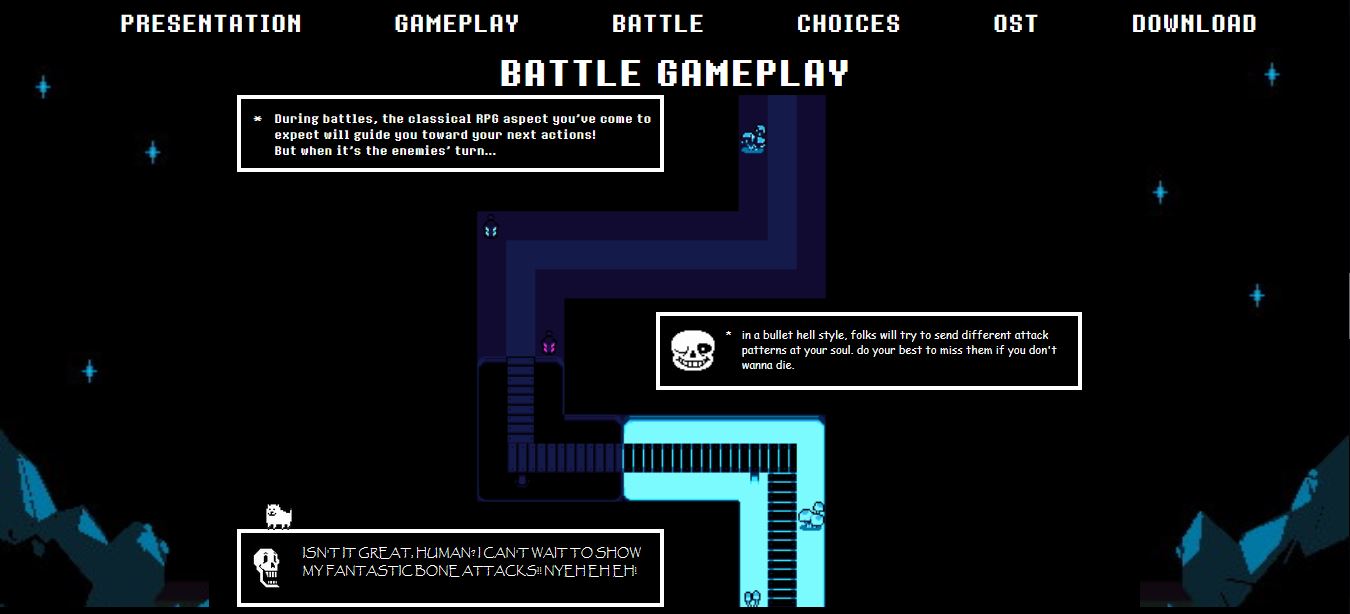 PRESENTATION GAMEPLAY BATTLE CHOICES OST DOWNLOAD
BATTLE GAMEPLAY
* During battles, the classical RPG aspect you've come to
expect will guide you toward your next actions!
But when it's the enemies' turn...
* in a bullet hell style, folks will try to send different attack
patterns at your soul. do your best to miss them if you don't
wanna die.
ISN'T IT GREAT, HUMAN? I CAN'T WAIT TO SHOW
MY FANTASTIC BONE ATTACKS!! NYEH EH EH!